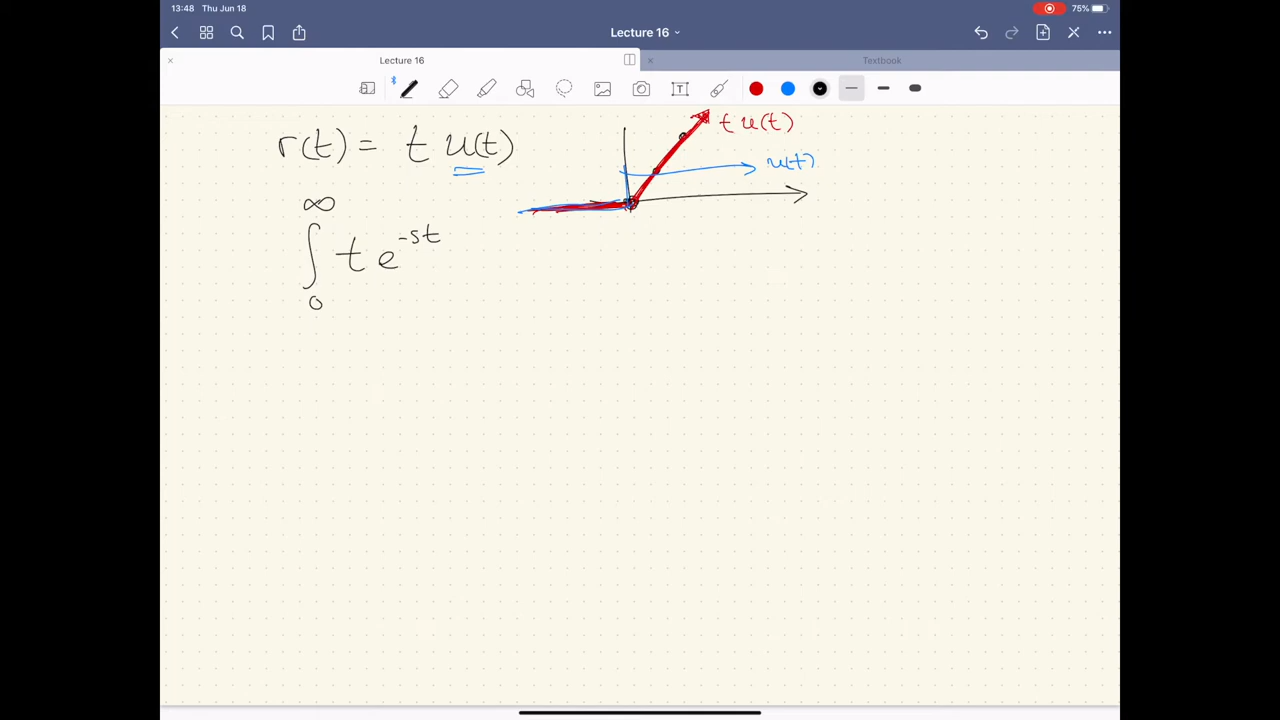 13:48 Thu Jun 18
75%
Lecture 16
Lecture 16
Textbook
r(t) = t u(t)
t u(t)
u(t)
∞
∫ t e^{-st}
0